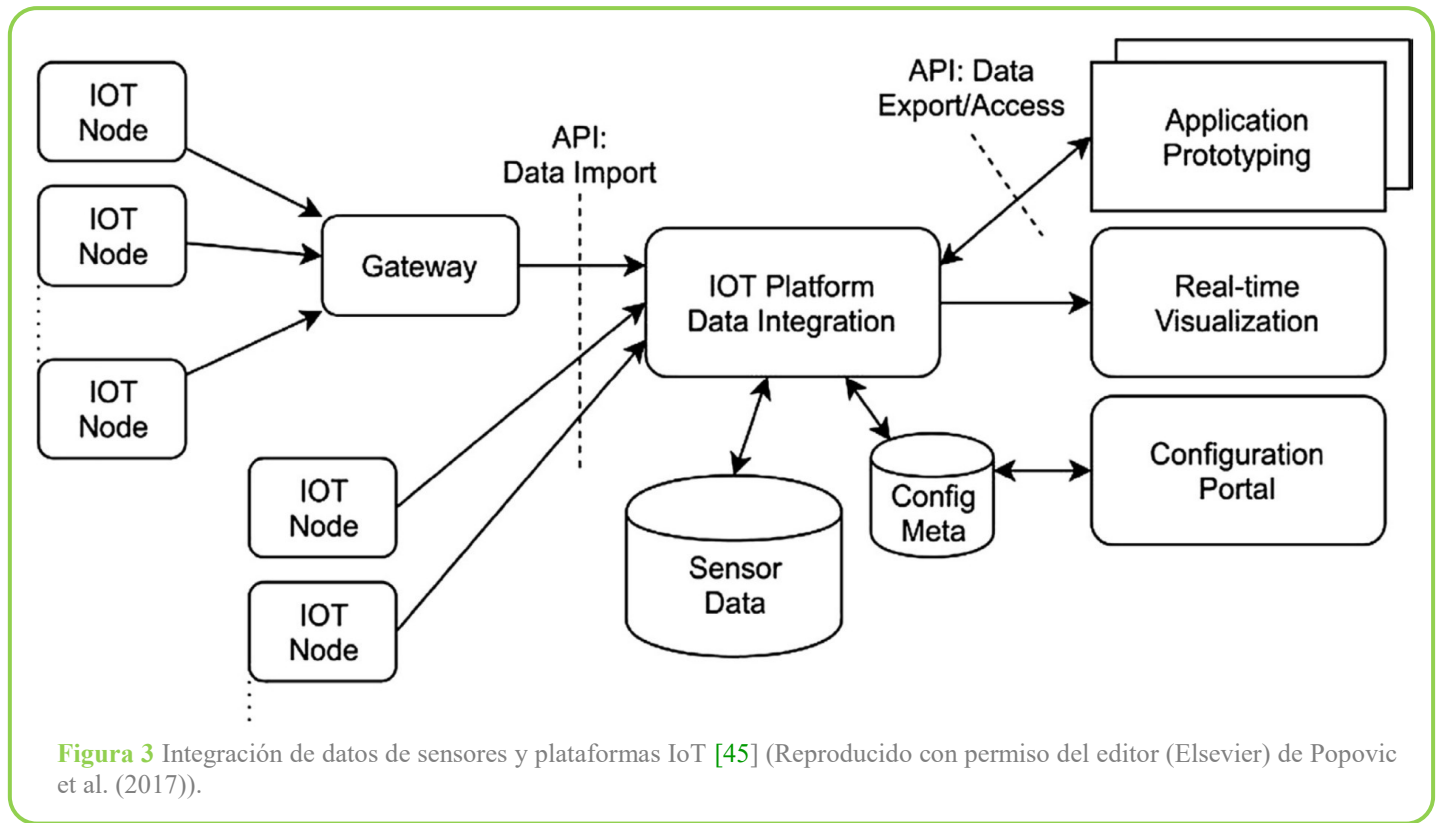 IOT
Node
IOT
Node
IOT
Node
Gateway
API:
Data Import
IOT
Node
IOT
Node
IOT Platform
Data Integration
Sensor
Data
Config
Meta
API: Data
Export/Access
Application
Prototyping
Real-time
Visualization
Configuration
Portal
Figura 3 Integración de datos de sensores y plataformas IoT [45] (Reproducido con permiso del editor (Elsevier) de Popovic
et al. (2017)).